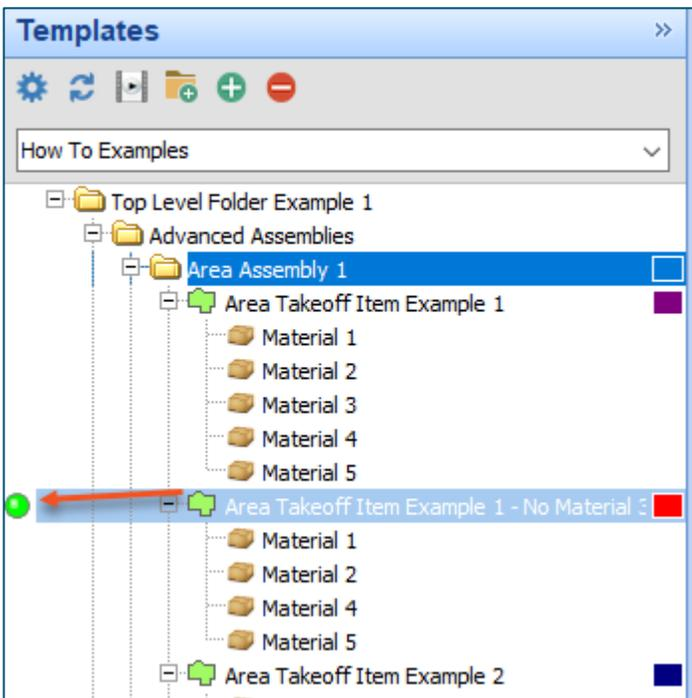 Templates
How To Examples
Top Level Folder Example 1
Advanced Assemblies
Area Assembly 1
Area Takeoff Item Example 1
Material 1
Material 2
Material 3
Material 4
Material 5
Area Takeoff Item Example 1 - No Material 3
Material 1
Material 2
Material 4
Material 5
Area Takeoff Item Example 2